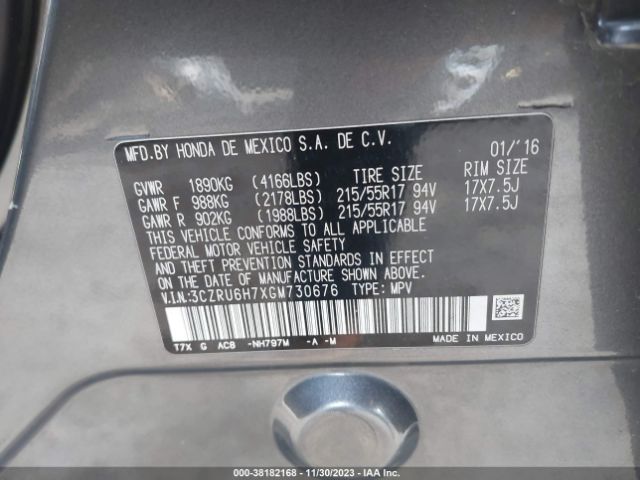 MFD.BY HONDA DE MEXICO S.A. DE C.V. 01/'16
GVWR 1890KG (4166LBS) TIRE SIZE RIM SIZE
GAWR F 988KG (2178LBS) 215/55R17 94V 17X7.5J
GAWR R 902KG (1988LBS) 215/55R17 94V 17X7.5J
THIS VEHICLE CONFORMS TO ALL APPLICABLE
FEDERAL MOTOR VEHICLE SAFETY
AND THEFT PREVENTION STANDARDS IN EFFECT
ON THE DATE OF MANUFACTURE SHOWN ABOVE.
V.I.N.:3CZRU6H7XGM730676 TYPE: MPV
T7X G AC8 -NH797M -A -M MADE IN MEXICO
000-38182168 - 11/30/2023 - IAA Inc.